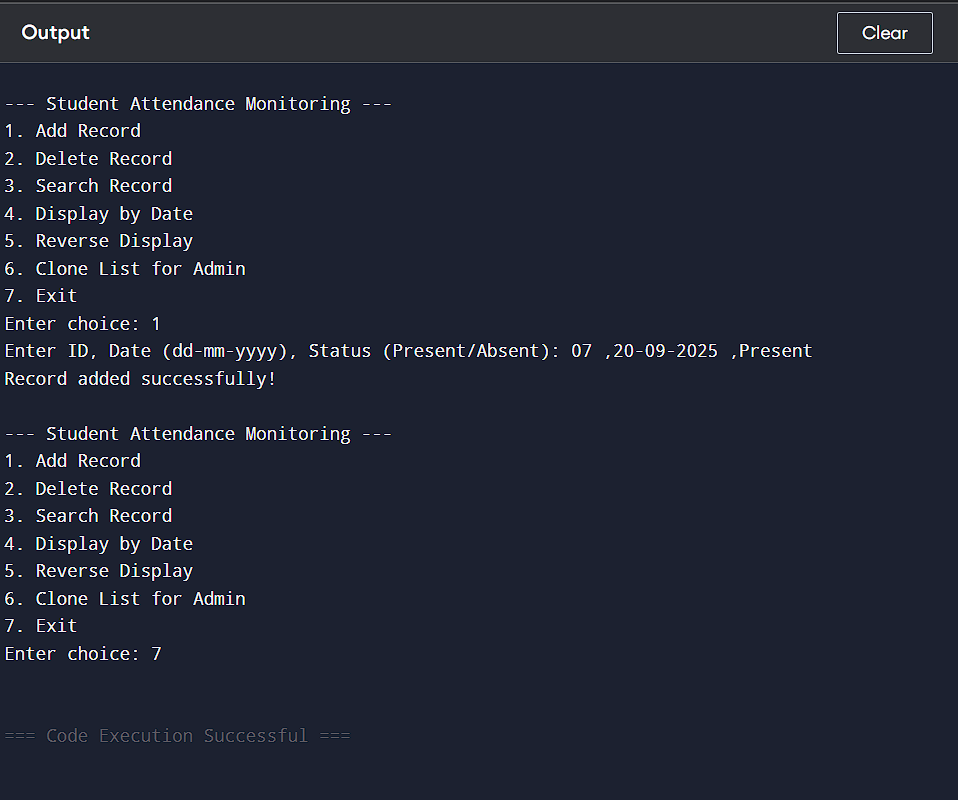 Output
Clear
--- Student Attendance Monitoring ---
1. Add Record
2. Delete Record
3. Search Record
4. Display by Date
5. Reverse Display
6. Clone List for Admin
7. Exit
Enter choice: 1
Enter ID, Date (dd-mm-yyyy), Status (Present/Absent): 07 ,20-09-2025 ,Present
Record added successfully!
--- Student Attendance Monitoring ---
1. Add Record
2. Delete Record
3. Search Record
4. Display by Date
5. Reverse Display
6. Clone List for Admin
7. Exit
Enter choice: 7
=== Code Execution Successful ===